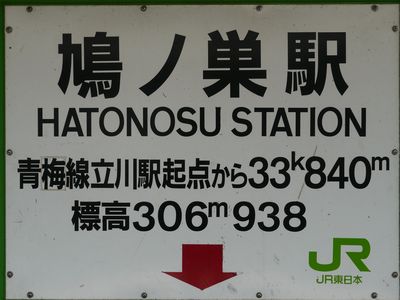 鳩ノ巣駅
HATONOSU STATION
青梅線立川駅起点から33k840m
標高306m938
JR
JR東日本